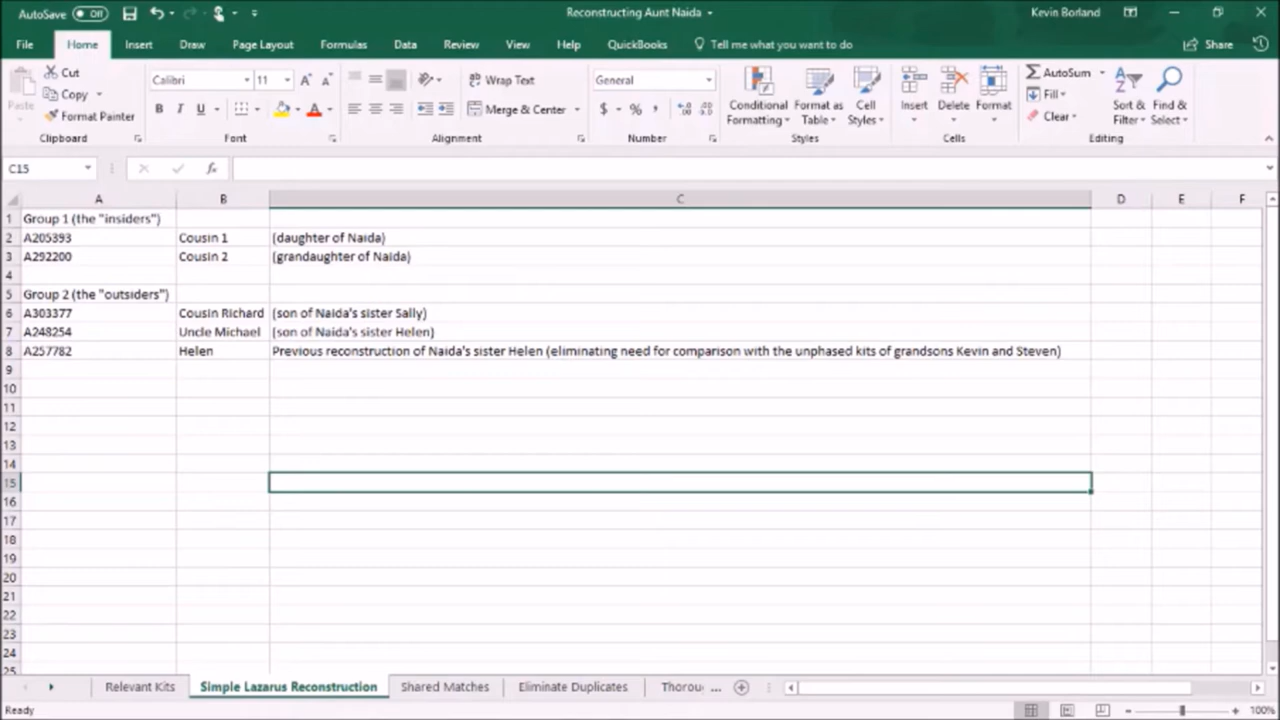 AutoSave Off Reconstructing Aunt Naida Kevin Borland
File Home Insert Draw Page Layout Formulas Data Review View Help QuickBooks Tell me what you want to do Share
Cut
Copy
Format Painter
Paste
Clipboard
Calibri 11
B I U
Font
Wrap Text
Merge & Center
Alignment
General
$ % ,
Number
Conditional Formatting
Format as Table
Cell Styles
Styles
Insert Delete Format
Cells
AutoSum
Fill
Clear
Sort & Filter
Find & Select
Editing
C15 fx
A B C D E F
1 Group 1 (the "insiders")
2 A205393 Cousin 1 (daughter of Naida)
3 A292200 Cousin 2 (grandaughter of Naida)
4
5 Group 2 (the "outsiders")
6 A303377 Cousin Richard (son of Naida's sister Sally)
7 A248254 Uncle Michael (son of Naida's sister Helen)
8 A257782 Helen Previous reconstruction of Naida's sister Helen (eliminating need for comparison with the unphased kits of grandsons Kevin and Steven)
9
10
11
12
13
14
15
16
17
18
19
20
21
22
23
24
25
Relevant Kits Simple Lazarus Reconstruction Shared Matches Eliminate Duplicates Thorou ...
Ready 100%